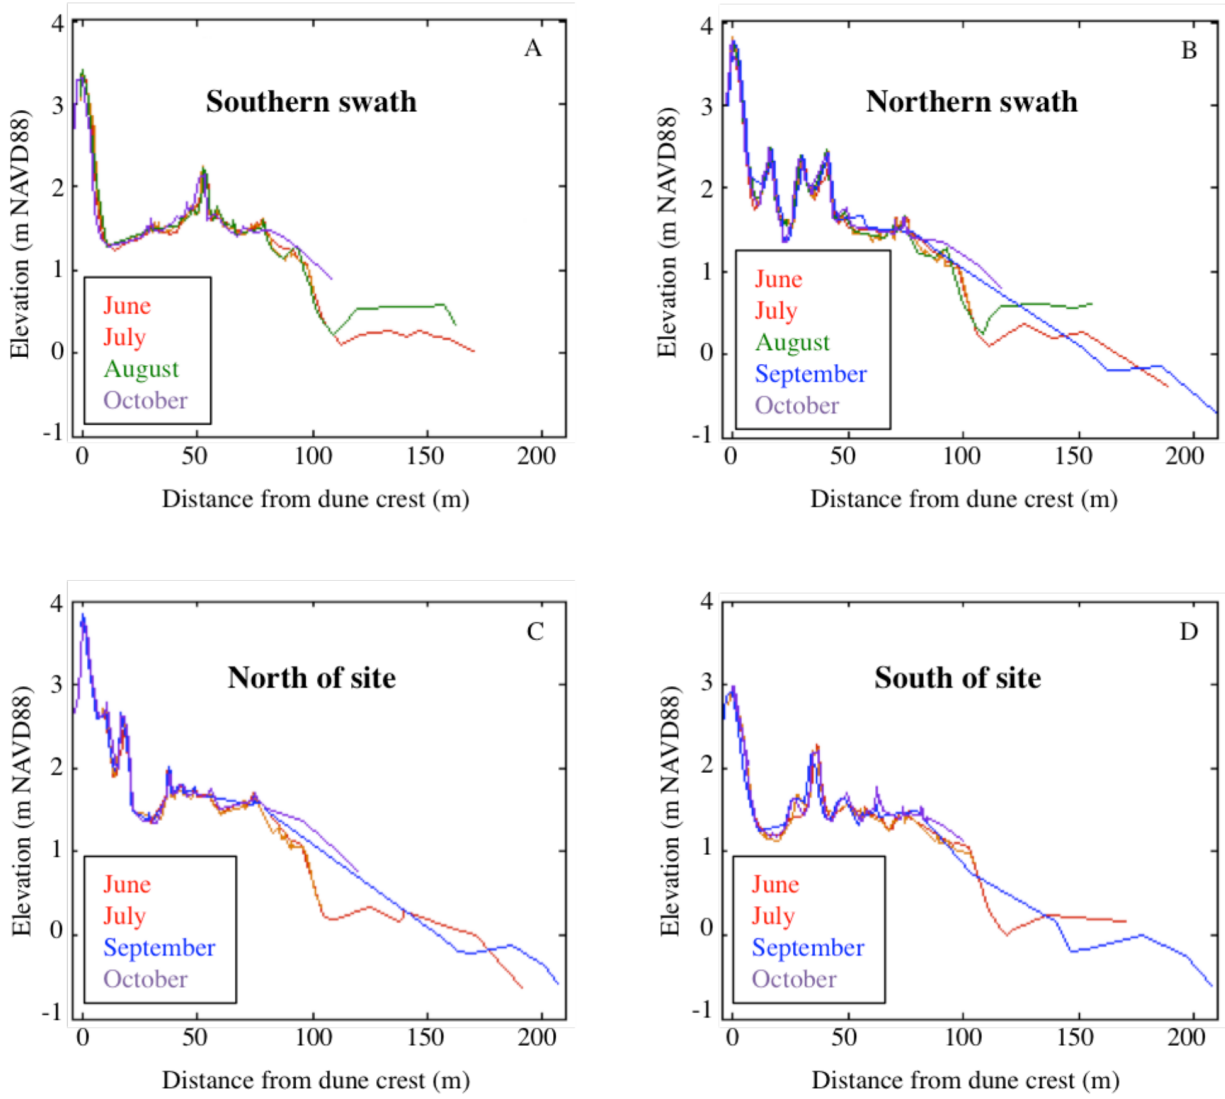 A
Southern swath
Elevation (m NAVD88)
4
3
2
1
0
-1
June
July
August
October
0 50 100 150 200
Distance from dune crest (m)
B
Northern swath
Elevation (m NAVD88)
4
3
2
1
0
-1
June
July
August
September
October
0 50 100 150 200
Distance from dune crest (m)
C
North of site
Elevation (m NAVD88)
4
3
2
1
0
-1
June
July
September
October
0 50 100 150 200
Distance from dune crest (m)
D
South of site
Elevation (m NAVD88)
4
3
2
1
0
-1
June
July
September
October
0 50 100 150 200
Distance from dune crest (m)